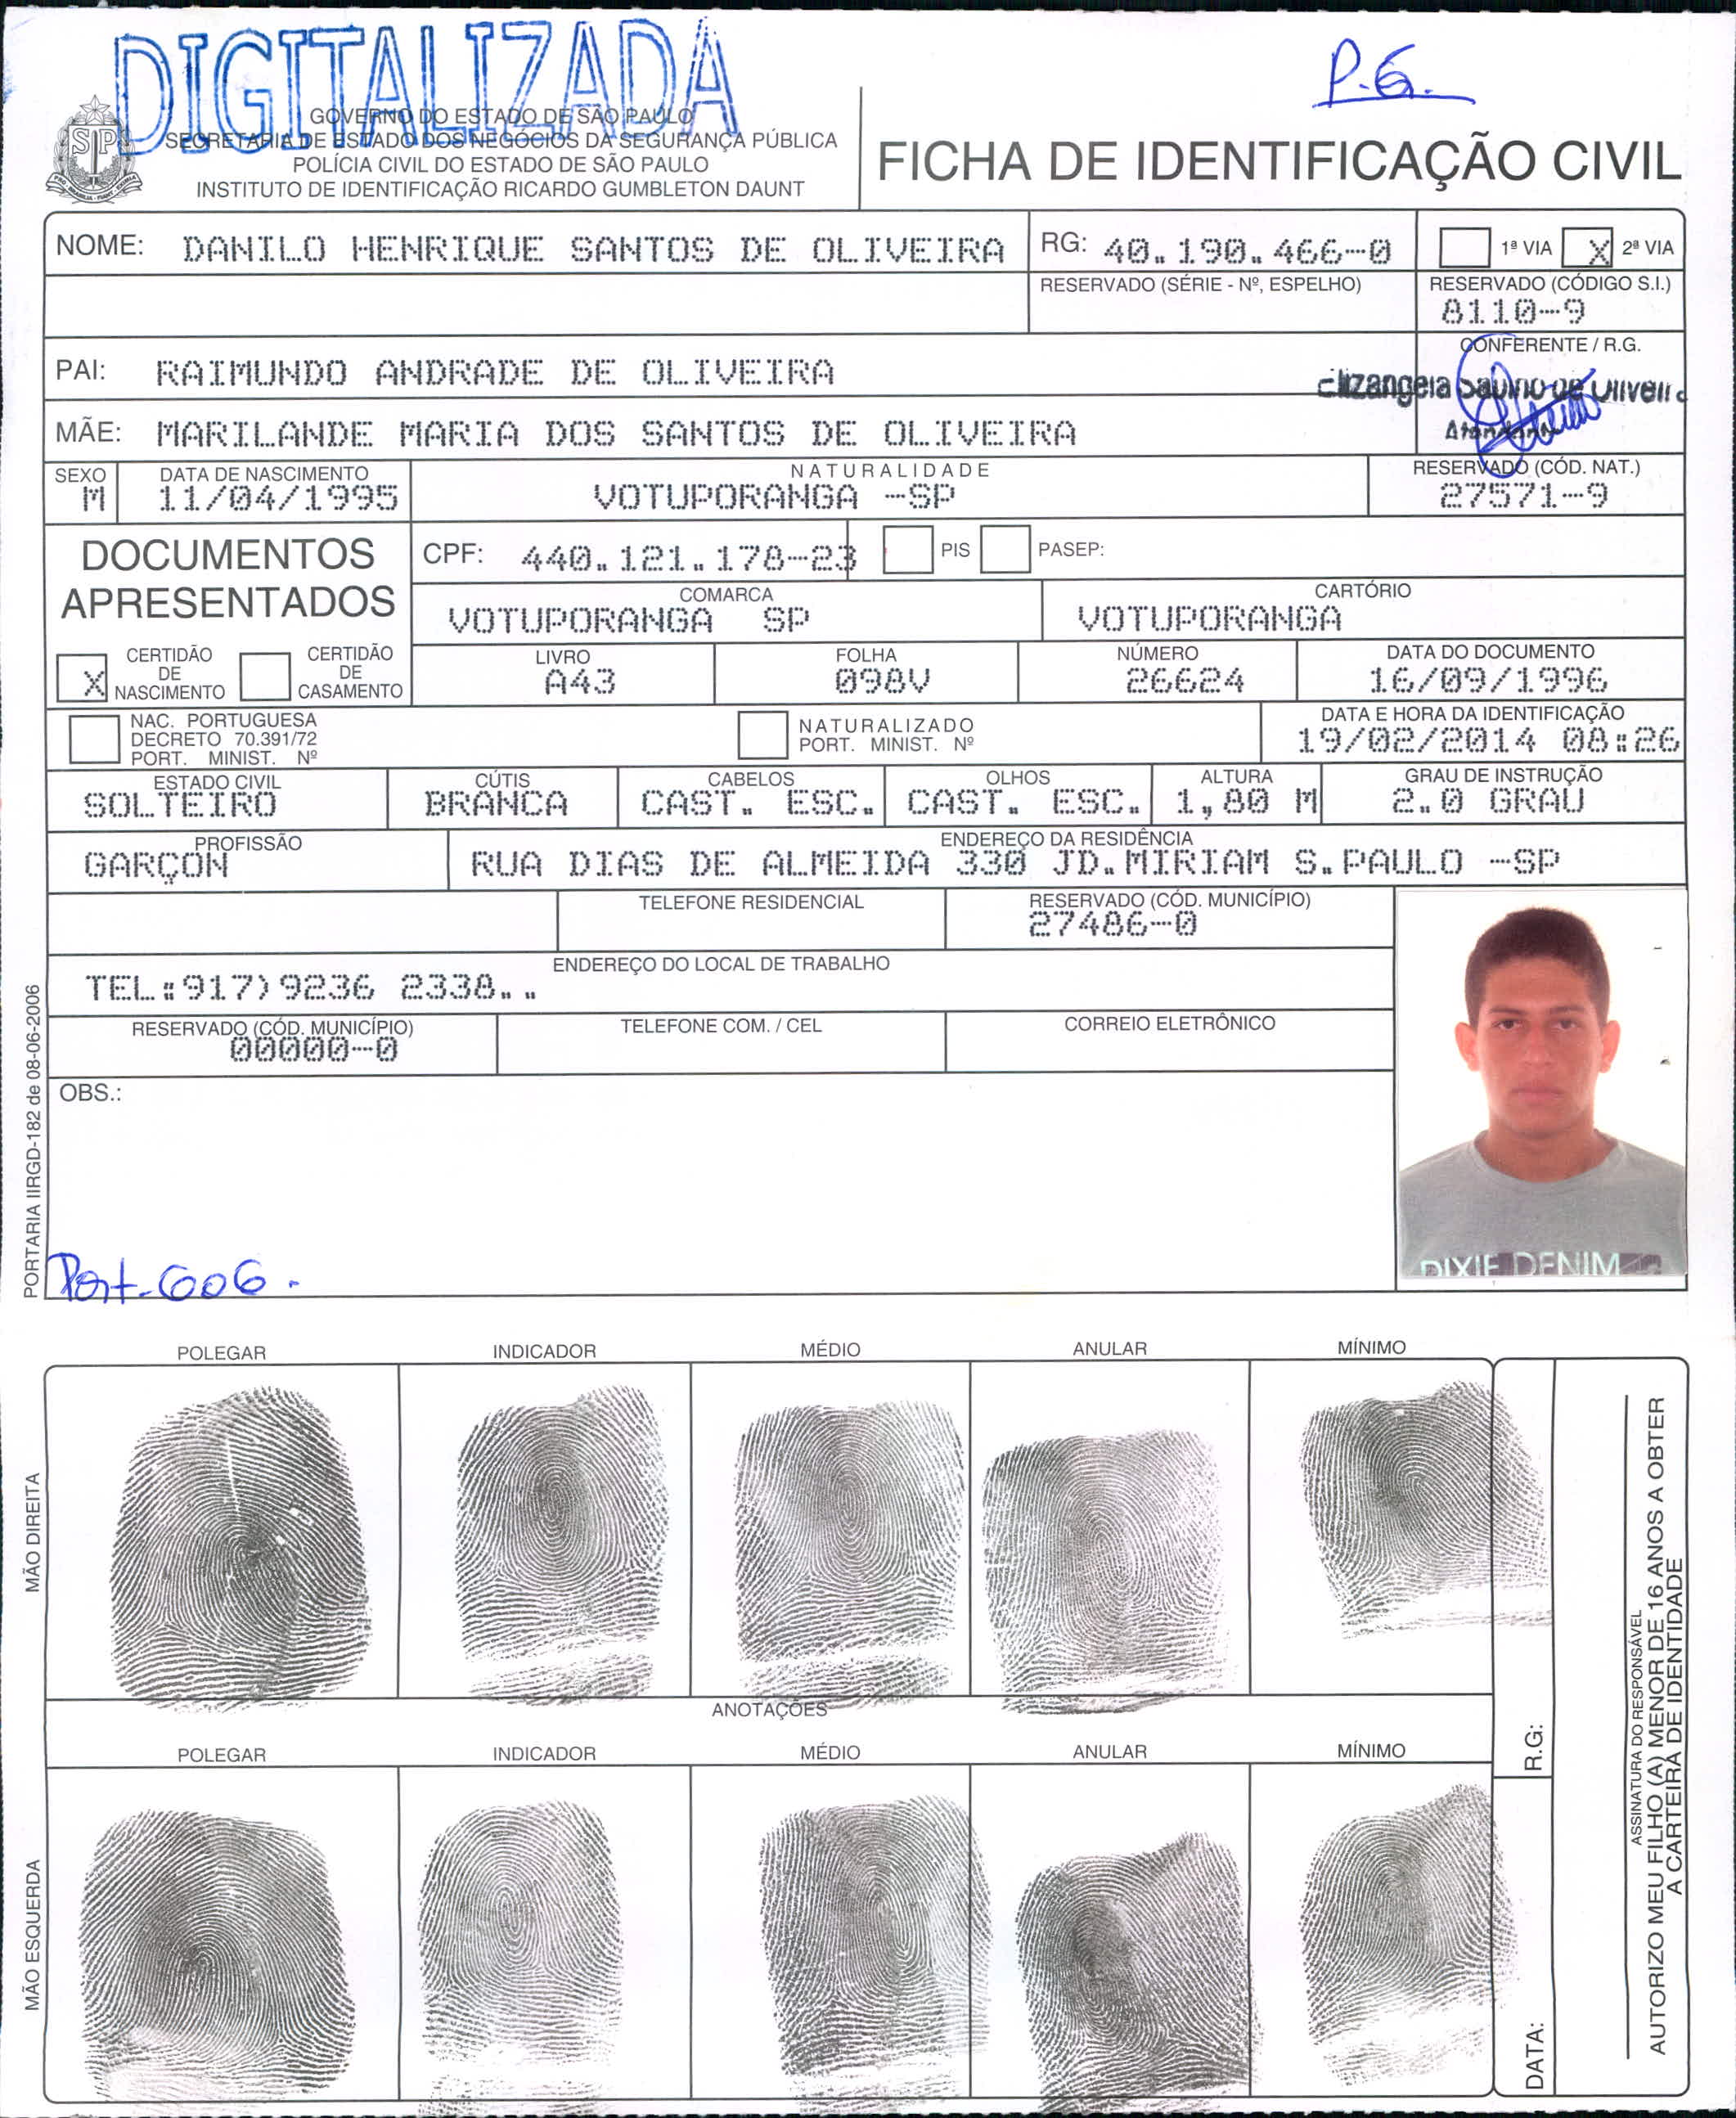 DIGITALIZADA
P.G.
GOVERNO DO ESTADO DE SÃO PAULO
SECRETARIA DE ESTADO DOS NEGÓCIOS DA SEGURANÇA PÚBLICA
POLÍCIA CIVIL DO ESTADO DE SÃO PAULO
INSTITUTO DE IDENTIFICAÇÃO RICARDO GUMBLETON DAUNT
SP
FICHA DE IDENTIFICAÇÃO CIVIL
NOME: DANILO HENRIQUE SANTOS DE OLIVEIRA RG: 40.190.466-0 1ª VIA X 2ª VIA
RESERVADO (SÉRIE - Nº, ESPELHO) RESERVADO (CÓDIGO S.I.)
8110-9
PAI: RAIMUNDO ANDRADE DE OLIVEIRA
CONFERENTE / R.G.
Elizangela Sabino de Oliveira
MÃE: MARILANDE MARIA DOS SANTOS DE OLIVEIRA
SEXO DATA DE NASCIMENTO NATURALIDADE RESERVADO (CÓD. NAT.)
M 11/04/1995 VOTUPORANGA -SP 27571-9
DOCUMENTOS APRESENTADOS
CPF: 440.121.178-23 PIS PASEP:
COMARCA CARTÓRIO
VOTUPORANGA SP VOTUPORANGA
X CERTIDÃO DE NASCIMENTO CERTIDÃO DE CASAMENTO
LIVRO FOLHA NÚMERO DATA DO DOCUMENTO
A43 098V 26624 16/09/1996
NAC. PORTUGUESA
DECRETO 70.391/72
PORT. MINIST. Nº
NATURALIZADO
PORT. MINIST. Nº
DATA E HORA DA IDENTIFICAÇÃO
19/02/2014 08:26
ESTADO CIVIL CÚTIS CABELOS OLHOS ALTURA GRAU DE INSTRUÇÃO
SOLTEIRO BRANCA CAST. ESC. CAST. ESC. 1,80 M 2.0 GRAU
PROFISSÃO ENDEREÇO DA RESIDÊNCIA
GARÇON RUA DIAS DE ALMEIDA 330 JD.MIRIAM S.PAULO -SP
TELEFONE RESIDENCIAL RESERVADO (CÓD. MUNICÍPIO)
27486-0
ENDEREÇO DO LOCAL DE TRABALHO
TEL:917)9236 2338..
RESERVADO (CÓD. MUNICÍPIO) TELEFONE COM. / CEL CORREIO ELETRÔNICO
00000-0
OBS.:
DIXIE DENIM
Port-606.
PORTARIA IIRGD-182 de 08-06-2006
POLEGAR INDICADOR MÉDIO ANULAR MÍNIMO
MÃO DIREITA
ANOTAÇÕES
POLEGAR INDICADOR MÉDIO ANULAR MÍNIMO
MÃO ESQUERDA
R.G:
DATA:
ASSINATURA DO RESPONSÁVEL
AUTORIZO MEU FILHO (A) MENOR DE 16 ANOS A OBTER
A CARTEIRA DE IDENTIDADE